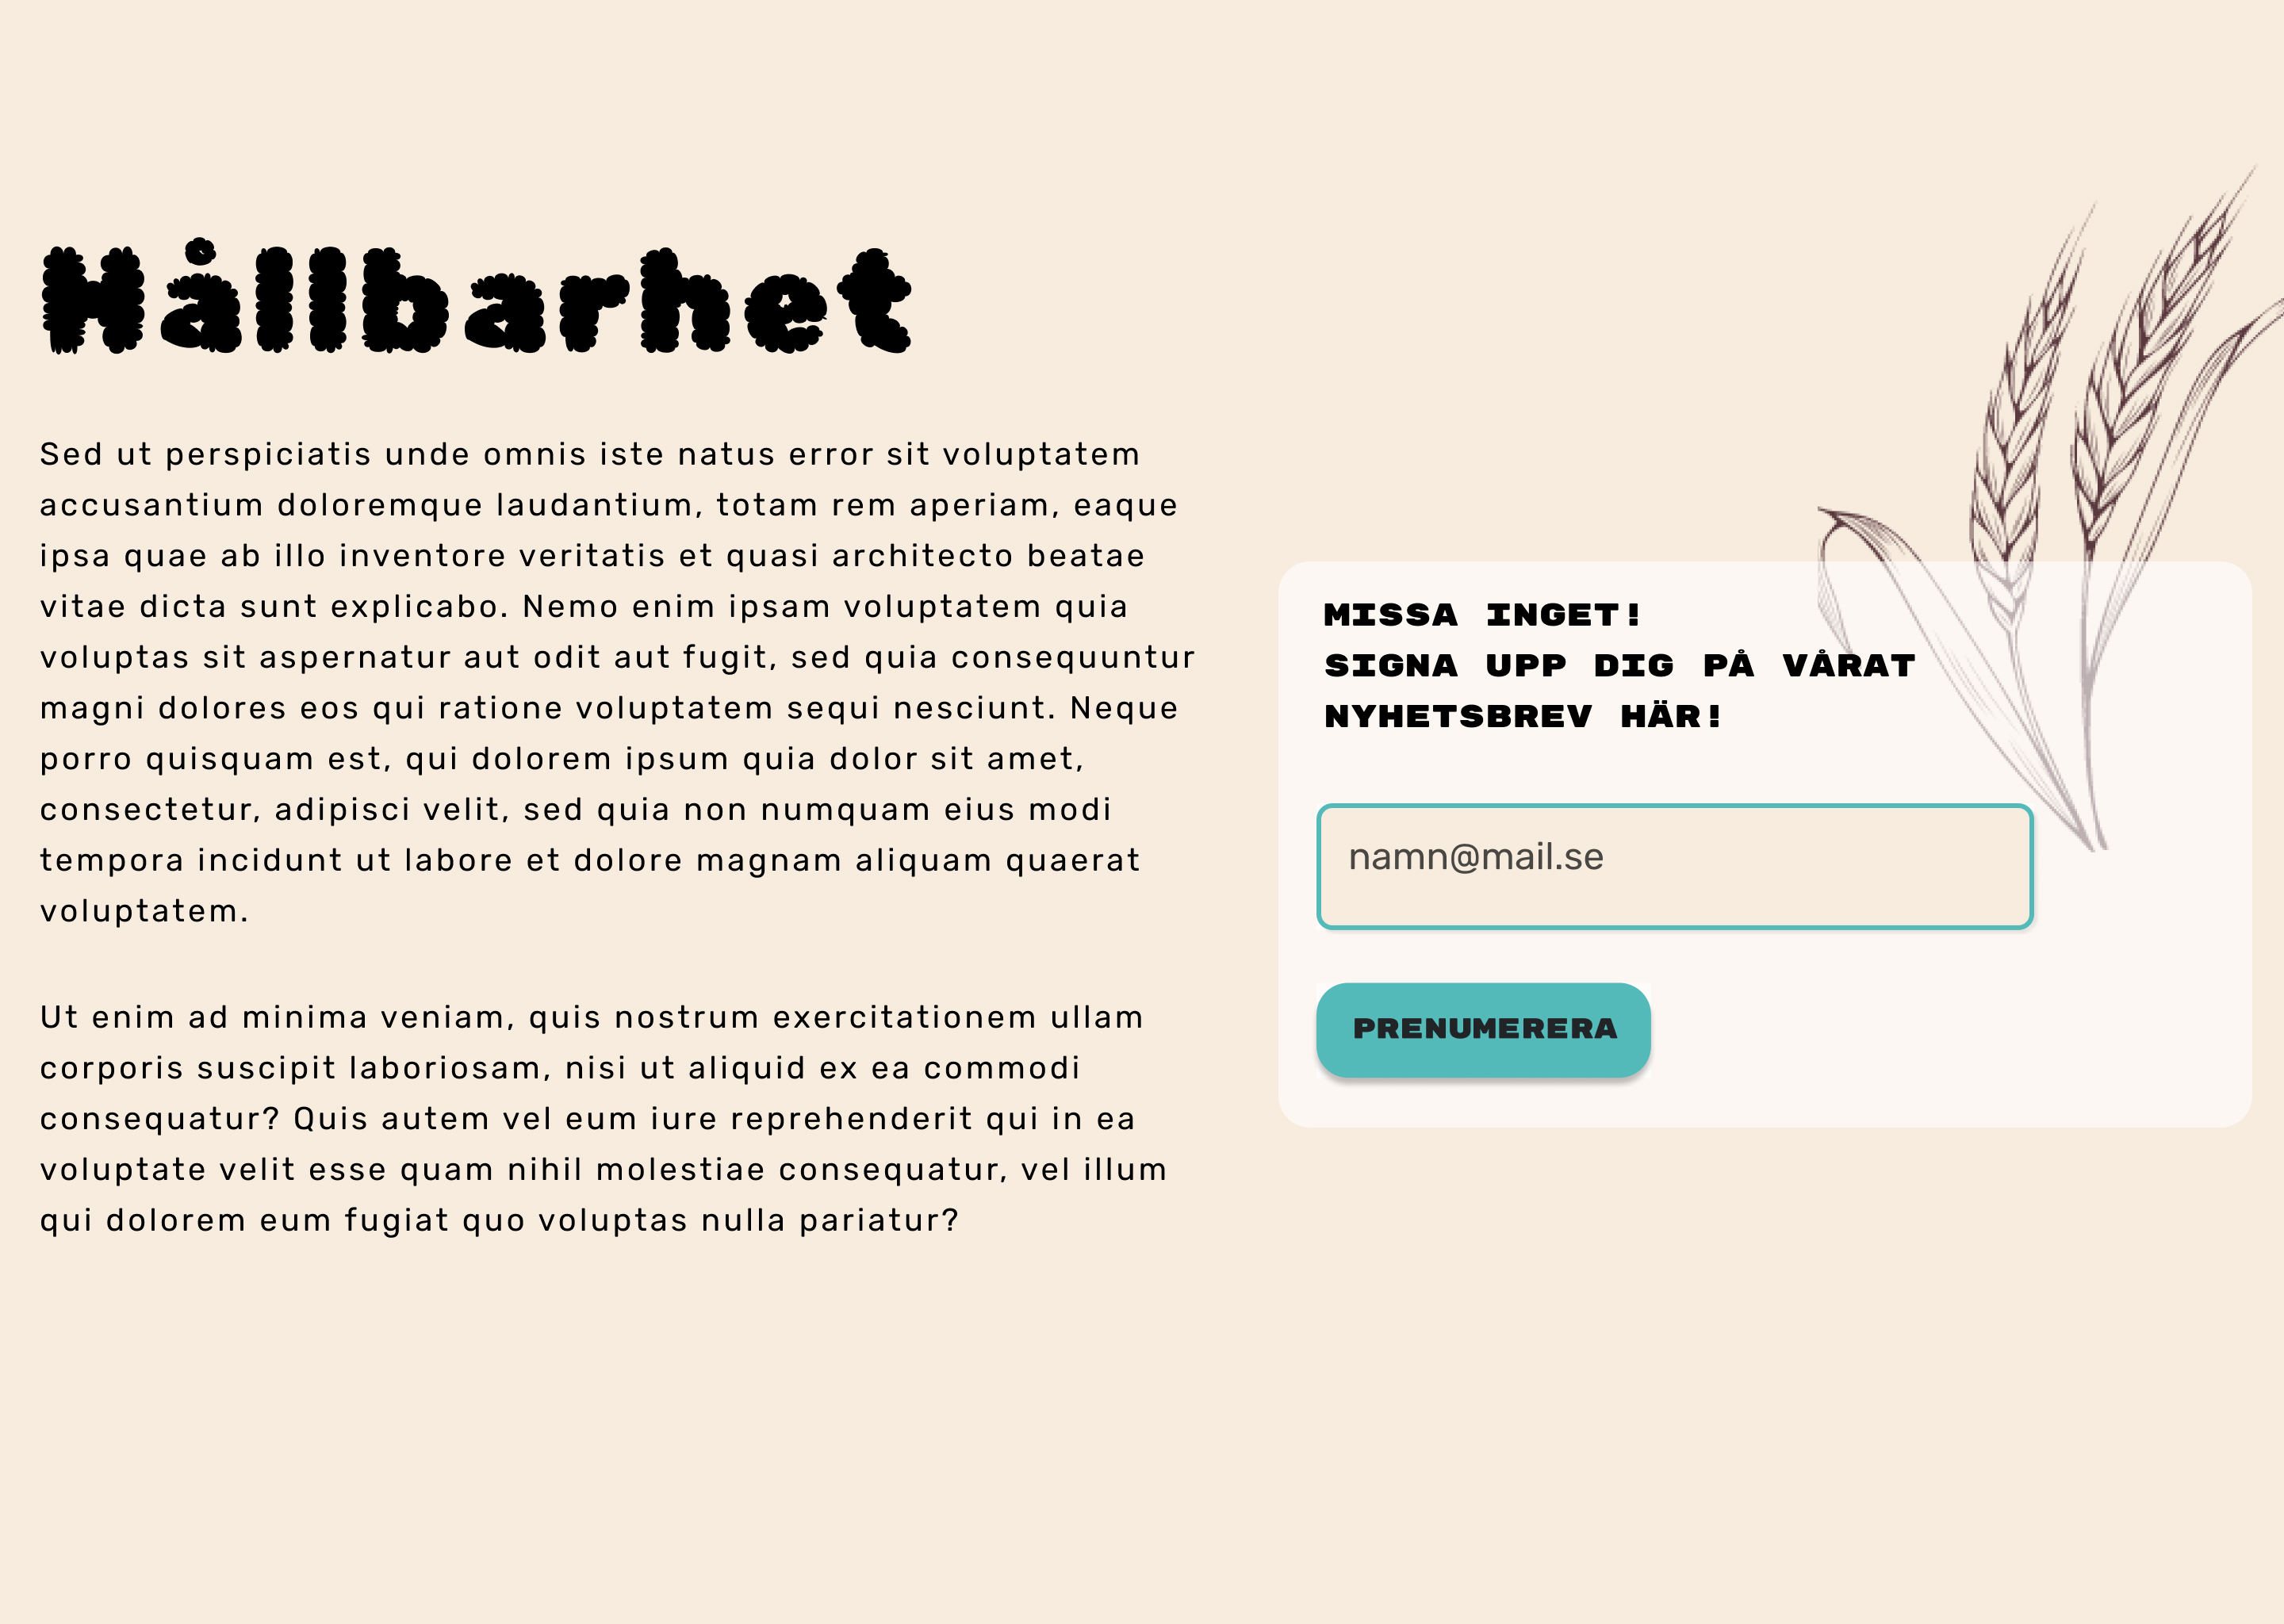 Hållbarhet
Sed ut perspiciatis unde omnis iste natus error sit voluptatem
accusantium doloremque laudantium, totam rem aperiam, eaque
ipsa quae ab illo inventore veritatis et quasi architecto beatae
vitae dicta sunt explicabo. Nemo enim ipsam voluptatem quia
voluptas sit aspernatur aut odit aut fugit, sed quia consequuntur
magni dolores eos qui ratione voluptatem sequi nesciunt. Neque
porro quisquam est, qui dolorem ipsum quia dolor sit amet,
consectetur, adipisci velit, sed quia non numquam eius modi
tempora incidunt ut labore et dolore magnam aliquam quaerat
voluptatem.
Ut enim ad minima veniam, quis nostrum exercitationem ullam
corporis suscipit laboriosam, nisi ut aliquid ex ea commodi
consequatur? Quis autem vel eum iure reprehenderit qui in ea
voluptate velit esse quam nihil molestiae consequatur, vel illum
qui dolorem eum fugiat quo voluptas nulla pariatur?
MISSA INGET!
SIGNA UPP DIG PÅ VÅRAT
NYHETSBREV HÄR!
namn@mail.se
PRENUMERERA